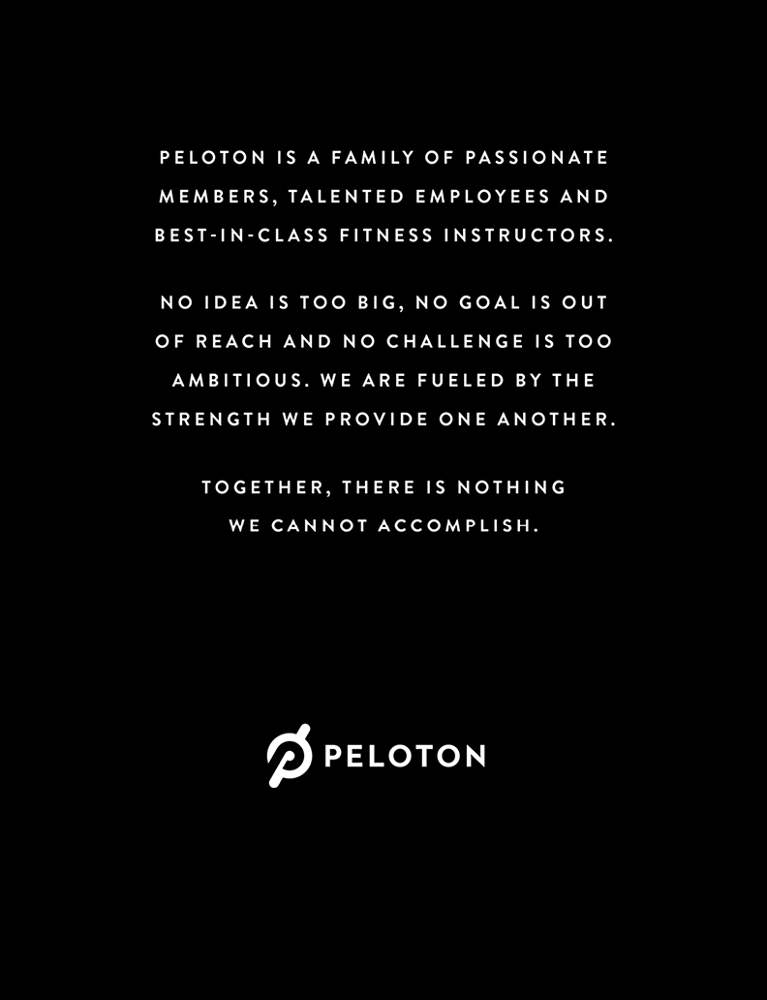 PELOTON IS A FAMILY OF PASSIONATE
MEMBERS, TALENTED EMPLOYEES AND
BEST-IN-CLASS FITNESS INSTRUCTORS.
NO IDEA IS TOO BIG, NO GOAL IS OUT
OF REACH AND NO CHALLENGE IS TOO
AMBITIOUS. WE ARE FUELED BY THE
STRENGTH WE PROVIDE ONE ANOTHER.
TOGETHER, THERE IS NOTHING
WE CANNOT ACCOMPLISH.
PELOTON